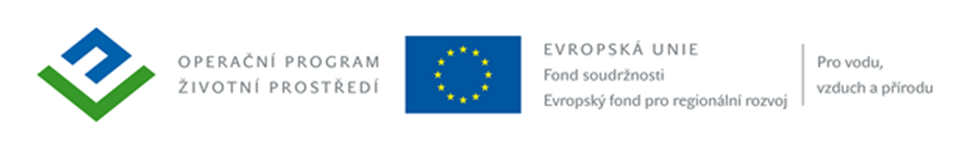 OPERAČNÍ PROGRAM
ŽIVOTNÍ PROSTŘEDÍ
EVROPSKÁ UNIE
Fond soudržnosti
Evropský fond pro regionální rozvoj
Pro vodu,
vzduch a přírodu